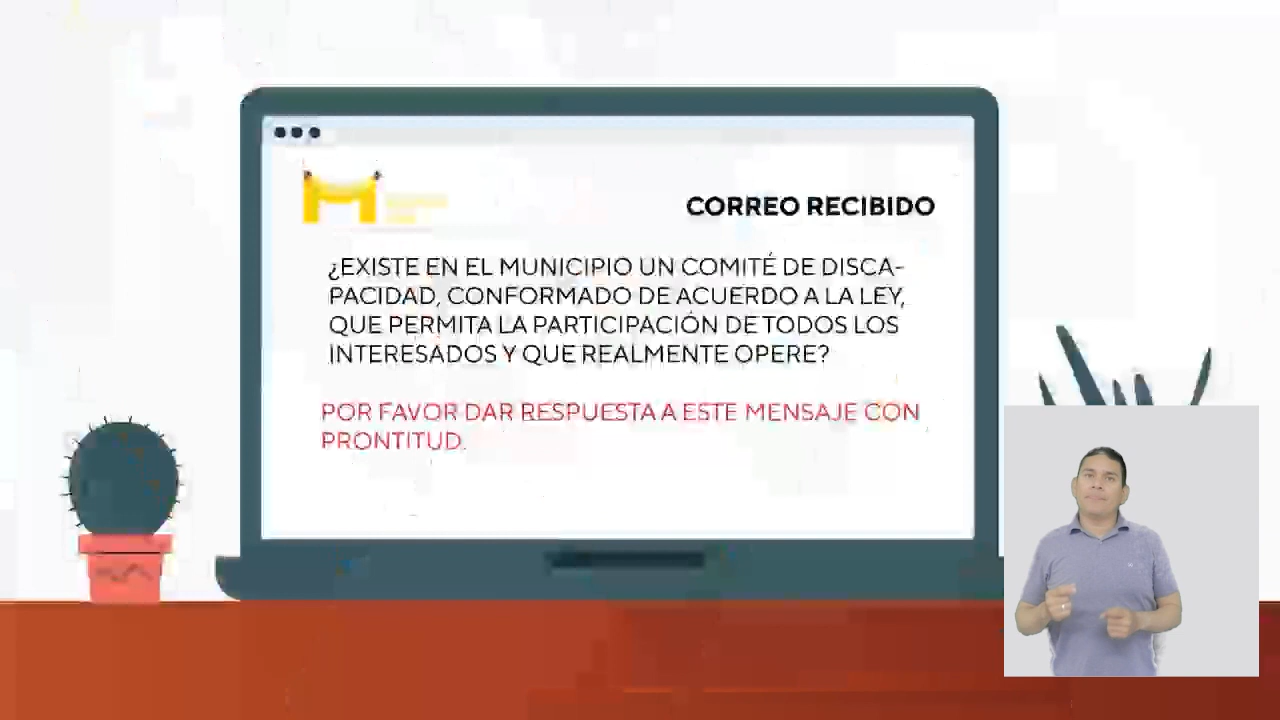 CORREO RECIBIDO
¿EXISTE EN EL MUNICIPIO UN COMITÉ DE DISCA-
PACIDAD, CONFORMADO DE ACUERDO A LA LEY,
QUE PERMITA LA PARTICIPACIÓN DE TODOS LOS
INTERESADOS Y QUE REALMENTE OPERE?
POR FAVOR DAR RESPUESTA A ESTE MENSAJE CON
PRONTITUD.